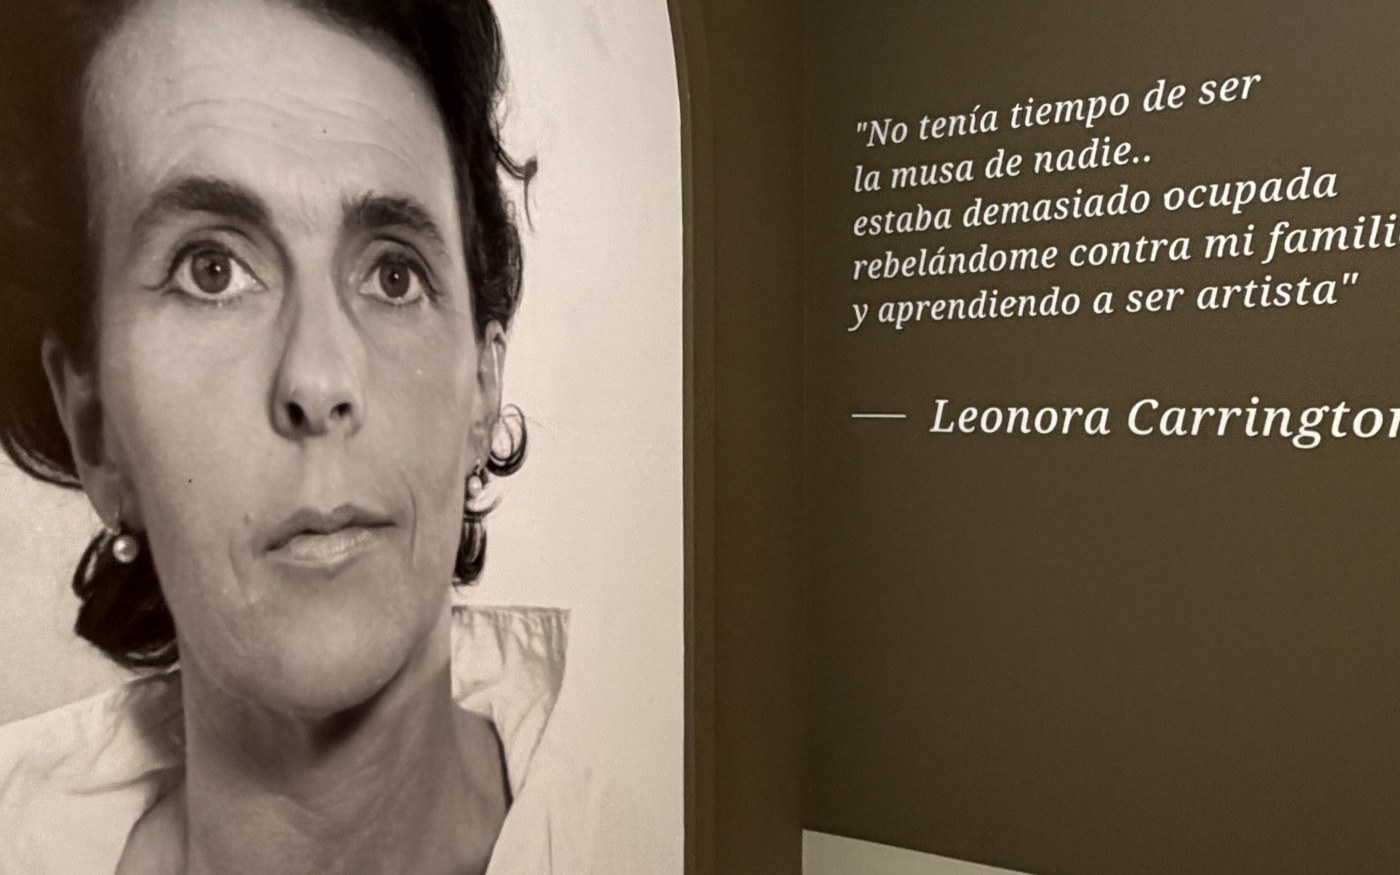 "No tenía tiempo de ser
la musa de nadie..
estaba demasiado ocupada
rebelándome contra mi famili
y aprendiendo a ser artista"
— Leonora Carrington